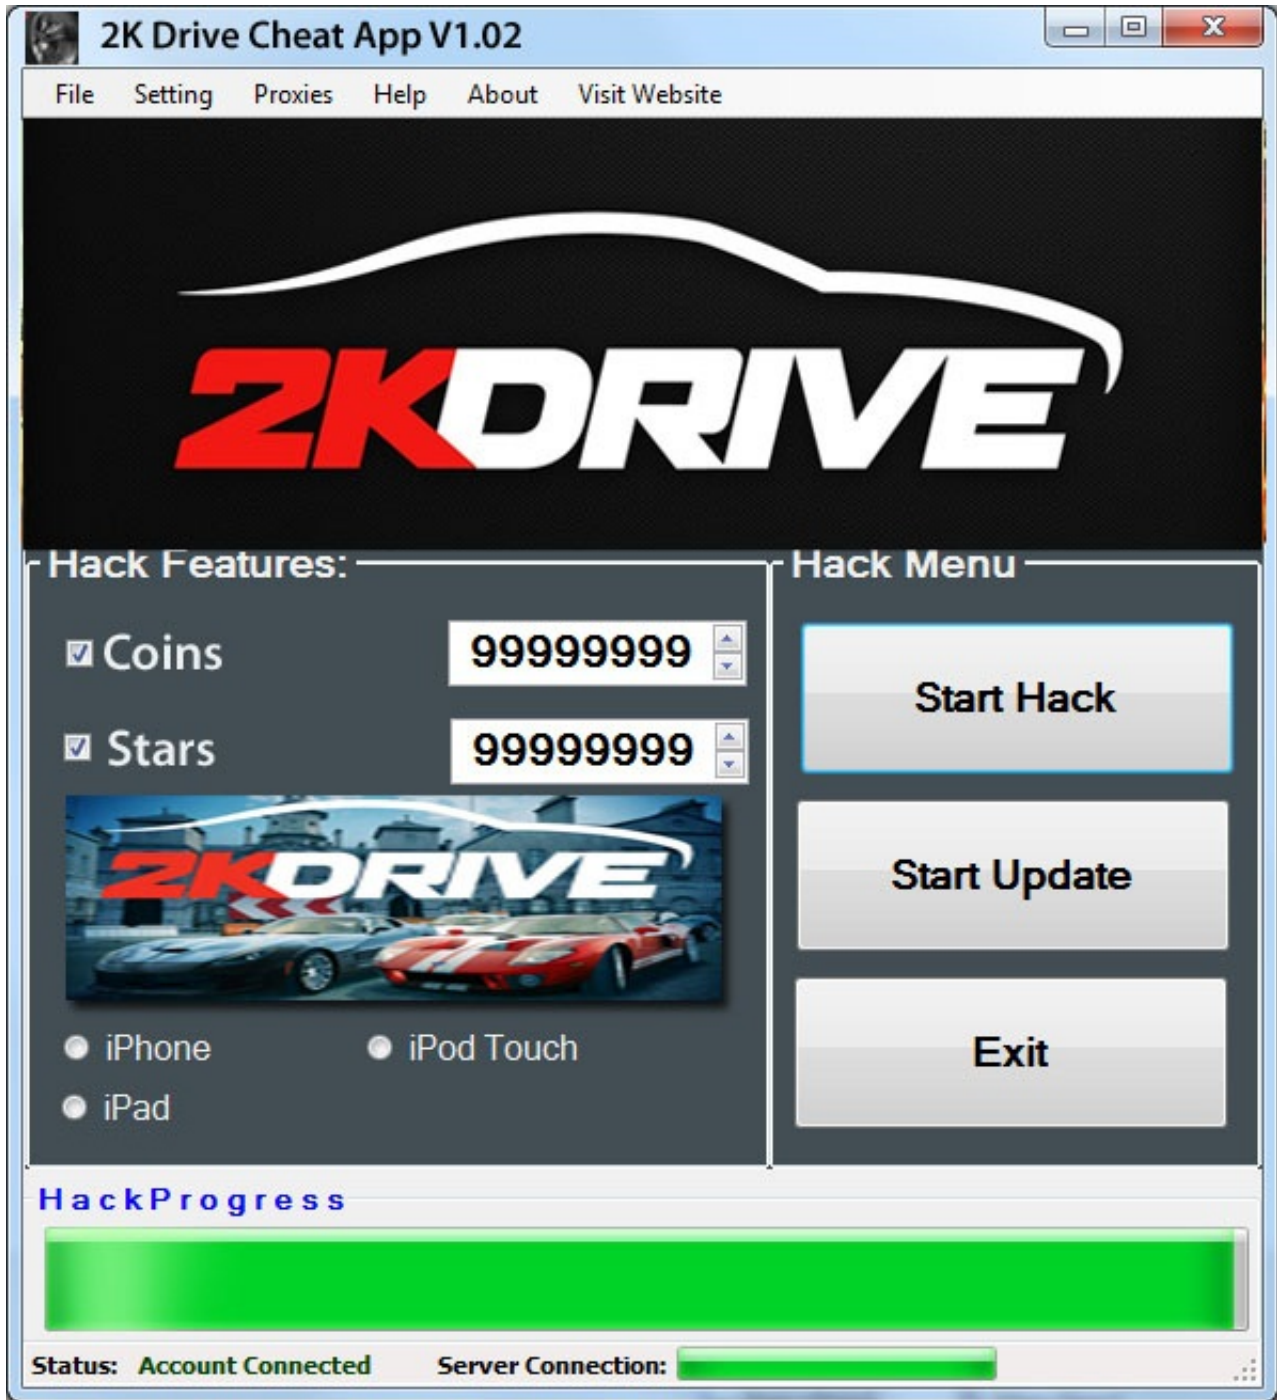 2K Drive Cheat App V1.02
File Setting Proxies Help About Visit Website
2KDRIVE
Hack Features:
Coins 99999999
Stars 99999999
2KDRIVE
iPhone iPod Touch
iPad
Hack Menu
Start Hack
Start Update
Exit
HackProgress
Status: Account Connected Server Connection: